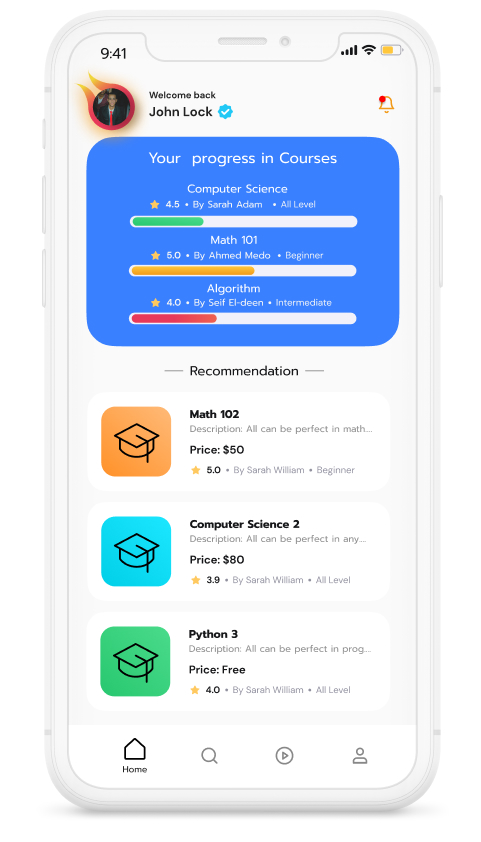 9:41
Welcome back
John Lock
Your progress in Courses
Computer Science
4.5 • By Sarah Adam • All Level
Math 101
5.0 • By Ahmed Medo • Beginner
Algorithm
4.0 • By Seif El-deen • Intermediate
Recommendation
Math 102
Description: All can be perfect in math...
Price: $50
5.0 • By Sarah William • Beginner
Computer Science 2
Description: All can be perfect in any...
Price: $80
3.9 • By Sarah William • All Level
Python 3
Description: All can be perfect in prog...
Price: Free
4.0 • By Sarah William • All Level
Home